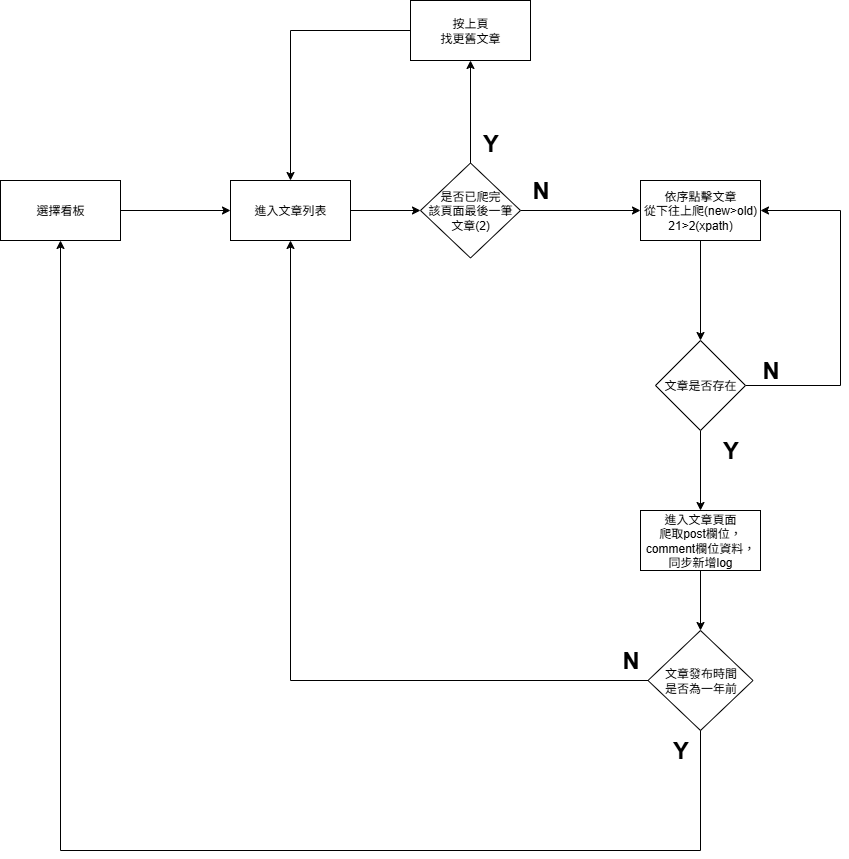 按上頁
找更舊文章
Y
選擇看板
進入文章列表
是否已爬完
該頁面最後一筆
文章(2)
N
依序點擊文章
從下往上爬(new>old)
21>2(xpath)
文章是否存在
N
Y
進入文章頁面
爬取post欄位，
comment欄位資料，
同步新增log
N
文章發布時間
是否為一年前
Y